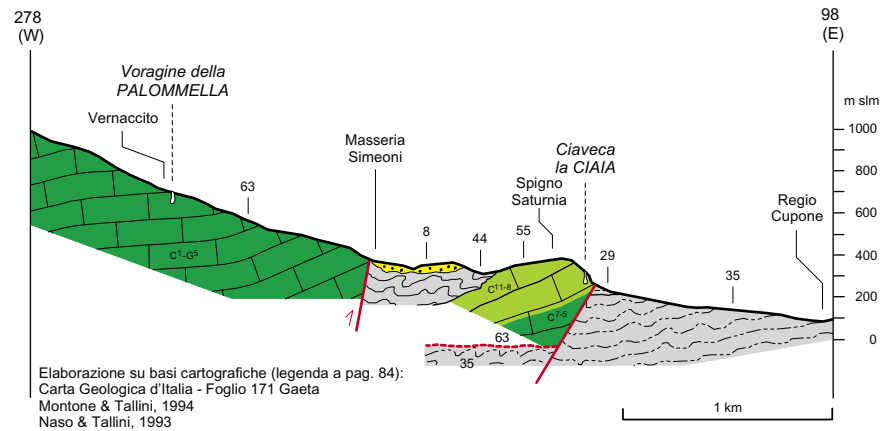 278
(W)
98
(E)
Voragine della
PALOMMELLA
Vernaccito
m slm
1000
800
600
400
200
0
63
Masseria
Simeoni
8
44
55
Spigno
Saturnia
Ciaveca
la CIAIA
29
35
Regio
Cupone
C1-G5
C11-8
C7-5
63
35
Elaborazione su basi cartografiche (legenda a pag. 84):
Carta Geologica d'Italia - Foglio 171 Gaeta
Montone & Tallini, 1994
Naso & Tallini, 1993
1 km